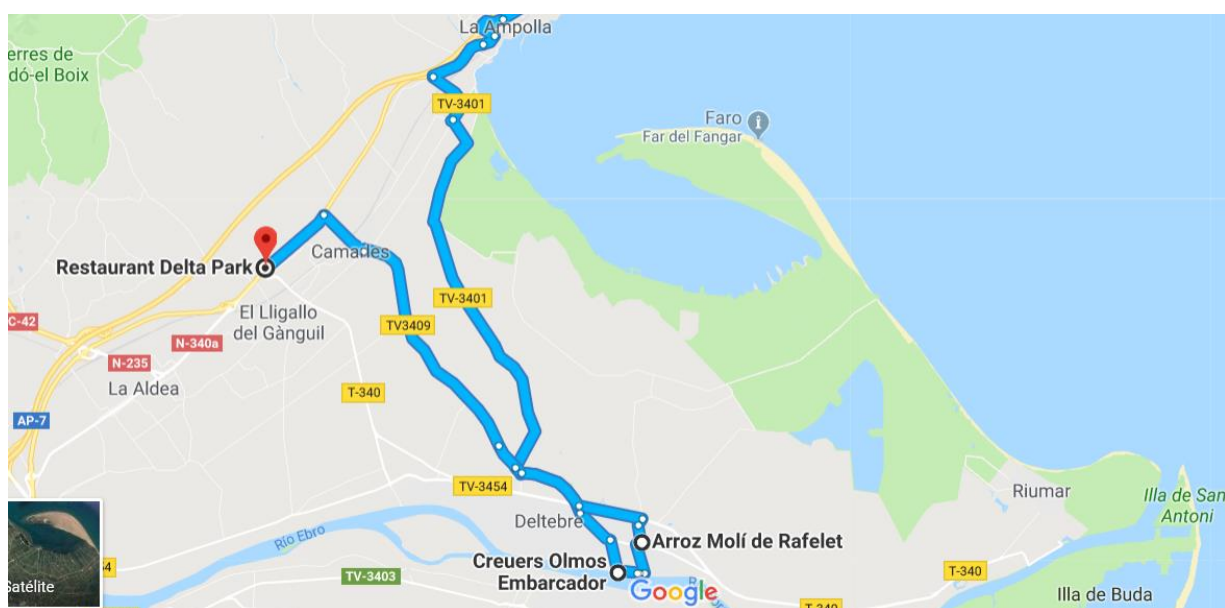 La Ampolla
erres de
dó-el Boix
TV-3401
Faro
Far del Fangar
Camarles
Restaurant Delta Park
El Lligallo
del Gànguil
TV-3401
TV3409
C-42
N-340a
N-235
La Aldea
T-340
AP-7
TV-3454
Riumar
Illa de San
Antoni
Deltebre
Río Ebro
Arroz Molí de Rafelet
Creuers Olmos
Embarcador
Google
T-340
TV-3403
Satélite
Illa de Buda
T-340